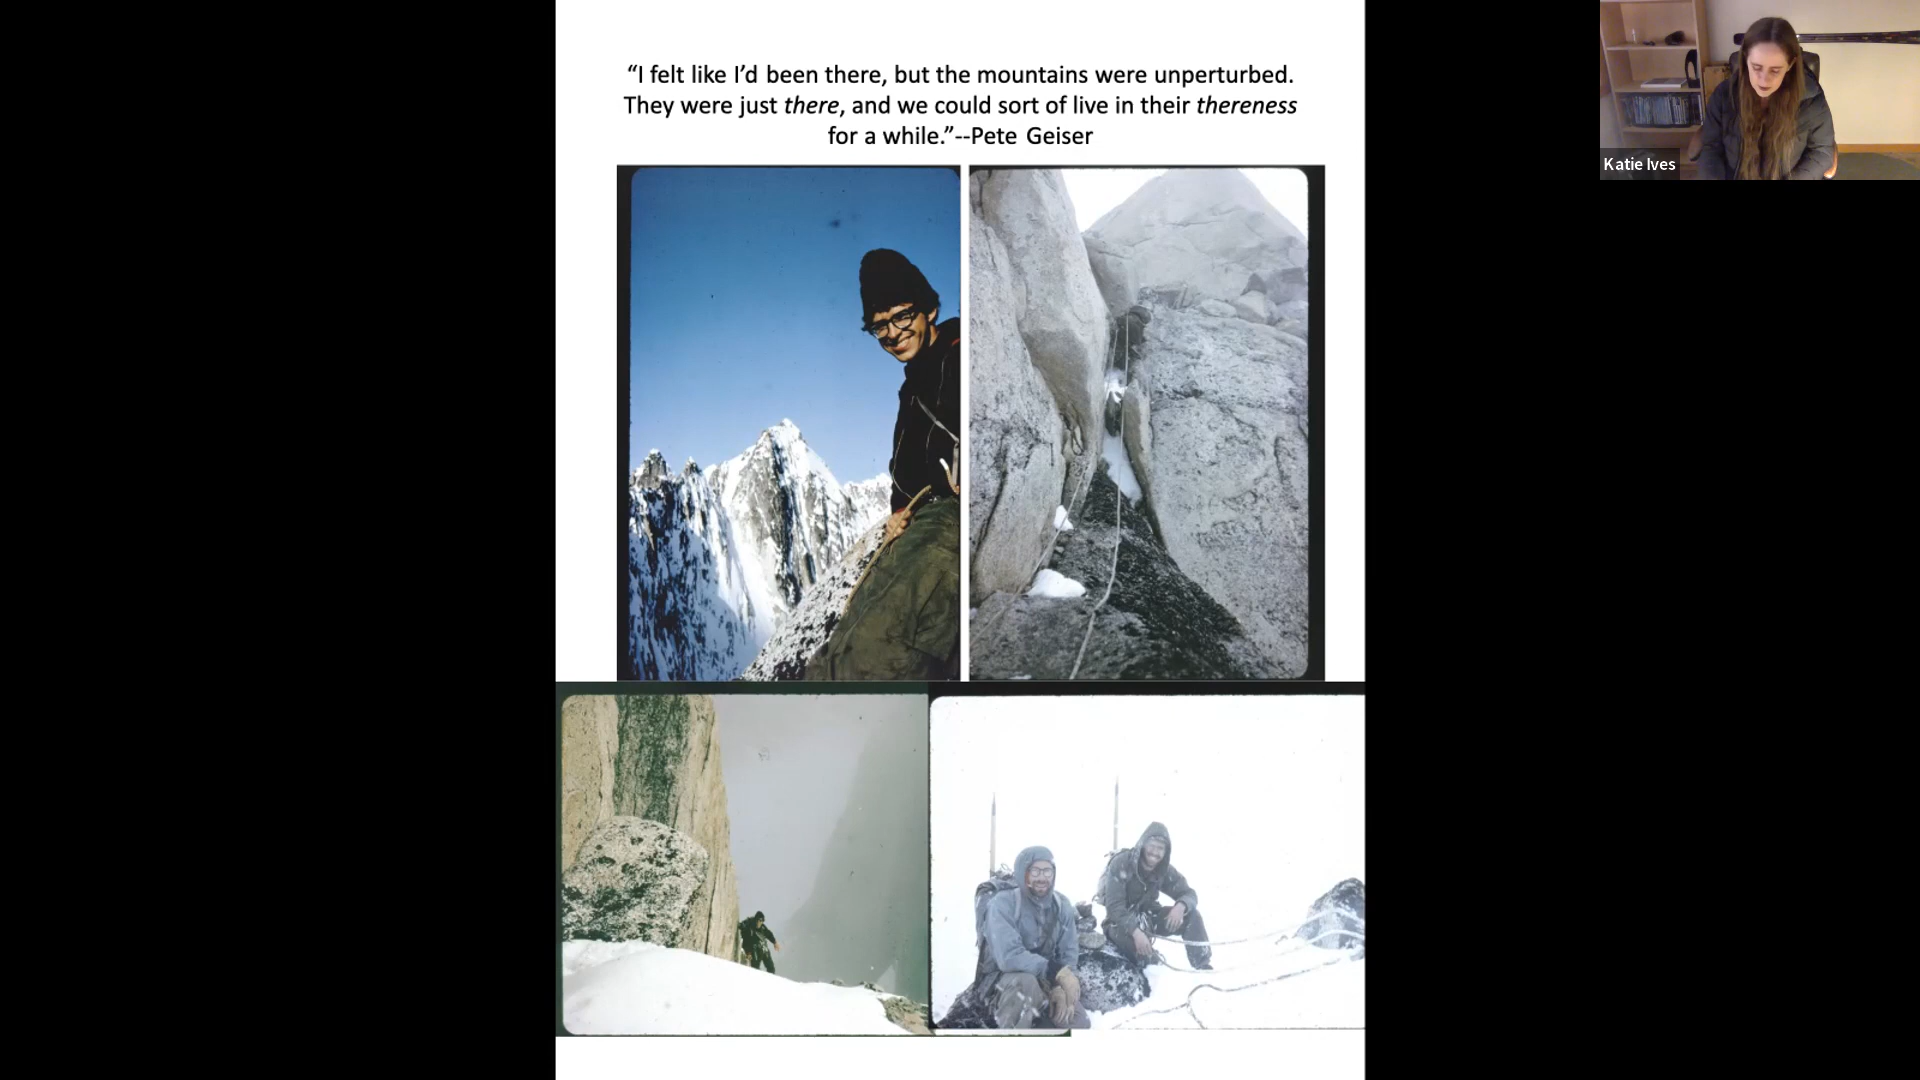 “I felt like I’d been there, but the mountains were unperturbed.
They were just there, and we could sort of live in their thereness
for a while.”--Pete Geiser
Katie Ives